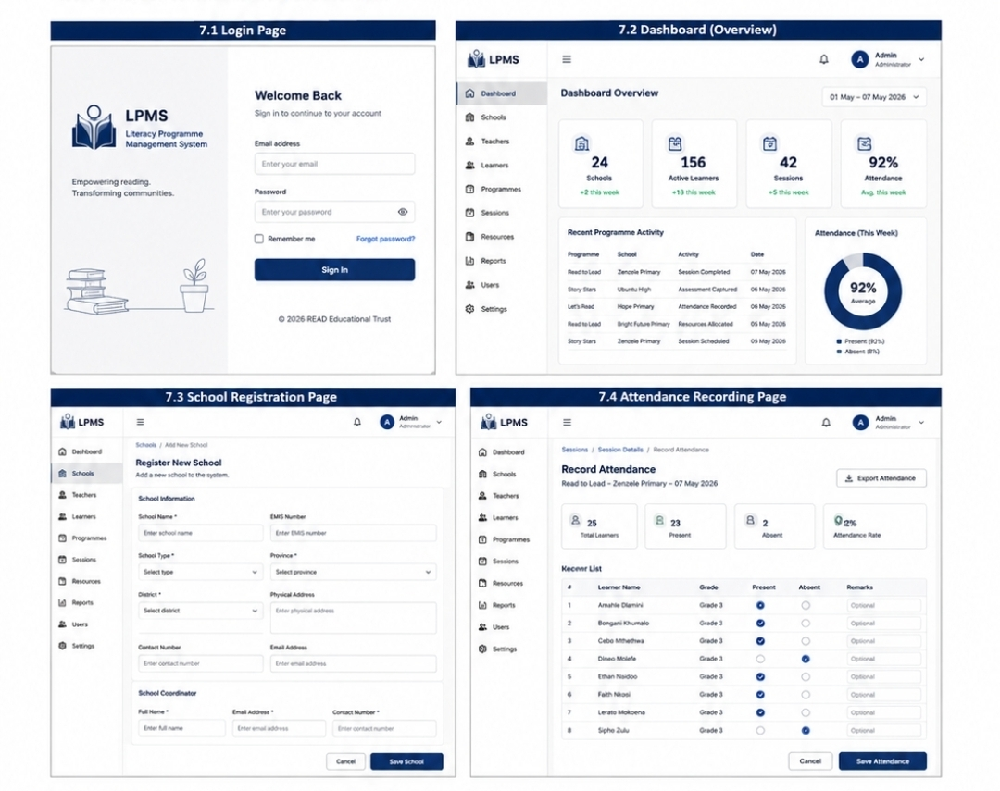 7.1 Login Page
LPMS
Literacy Programme
Management System
Empowering reading.
Transforming communities.
Welcome Back
Sign in to continue to your account
Email address
Enter your email
Password
Enter your password
Remember me Forgot password?
Sign In
© 2026 READ Educational Trust
7.2 Dashboard (Overview)
LPMS
A Admin
Administrator
Dashboard
Schools
Teachers
Learners
Programmes
Sessions
Resources
Reports
Users
Settings
Dashboard Overview
01 May – 07 May 2026
24
Schools
+2 this week
156
Active Learners
+18 this week
42
Sessions
+5 this week
92%
Attendance
Avg. this week
Recent Programme Activity
Programme School Activity Date
Read to Lead Zenzele Primary Session Completed 07 May 2026
Story Stars Ubuntu High Assessment Captured 06 May 2026
Let's Read Hope Primary Attendance Recorded 06 May 2026
Read to Lead Bright Future Primary Resources Allocated 05 May 2026
Story Stars Zenzele Primary Session Scheduled 05 May 2026
Attendance (This Week)
92%
Average
Present (92%)
Absent (8%)
7.3 School Registration Page
LPMS
A Admin
Administrator
Dashboard
Schools
Teachers
Learners
Programmes
Sessions
Resources
Reports
Users
Settings
Schools / Add New School
Register New School
Add a new school to the system.
School Information
School Name * EMIS Number
Enter school name Enter EMIS number
School Type * Province *
Select type Select province
District * Physical Address
Select district Enter physical address
Contact Number Email Address
Enter contact number Enter email address
School Coordinator
Full Name * Email Address * Contact Number *
Enter full name Enter email address Enter contact number
Cancel Save School
7.4 Attendance Recording Page
LPMS
A Admin
Administrator
Dashboard
Schools
Teachers
Learners
Programmes
Sessions
Resources
Reports
Users
Settings
Sessions / Session Details / Record Attendance
Record Attendance
Read to Lead – Zenzele Primary – 07 May 2026
Export Attendance
25
Total Learners
23
Present
2
Absent
2%
Attendance Rate
List
# Learner Name Grade Present Absent Remarks
1 Amahle Dlamini Grade 3 Optional
2 Bongani Khumalo Grade 3 Optional
3 Cebo Mthethwa Grade 3 Optional
4 Dineo Molefe Grade 3 Optional
5 Ethan Naidoo Grade 3 Optional
6 Faith Nkosi Grade 3 Optional
7 Lerato Mokoena Grade 3 Optional
8 Sipho Zulu Grade 3 Optional
Cancel Save Attendance